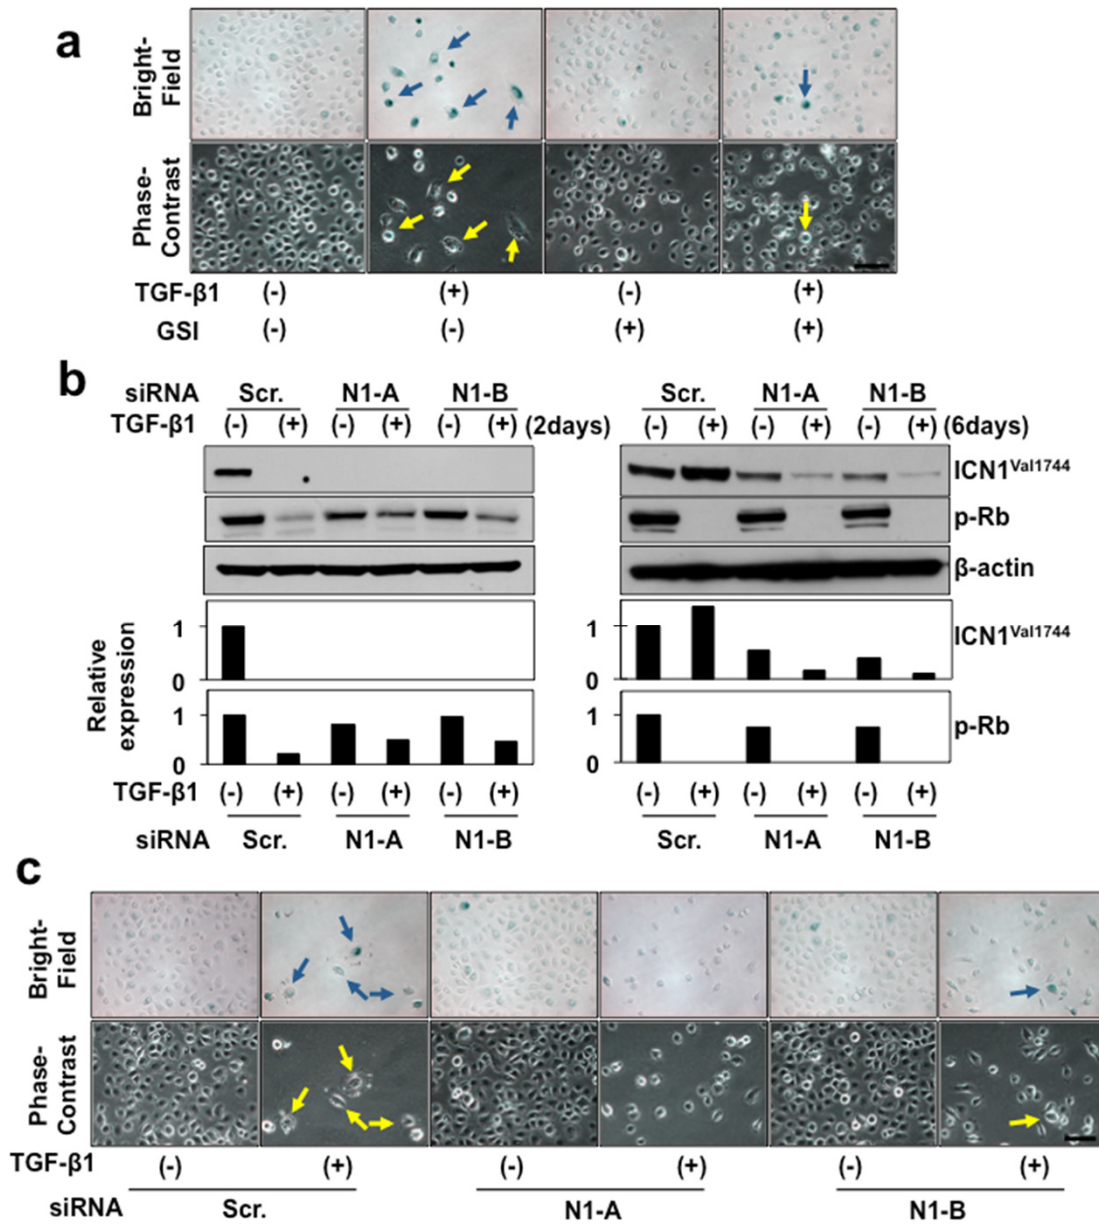 a
Bright-
Field
Phase-
Contrast
TGF-β1 (-) (+) (-) (+)
GSI (-) (-) (+) (+)
b
siRNA Scr. N1-A N1-B Scr. N1-A N1-B
TGF-β1 (-) (+) (-) (+) (-) (+) (2days) (-) (+) (-) (+) (-) (+) (6days)
ICN1Val1744
p-Rb
β-actin
Relative
expression
1
0
1
0
1
0
ICN1Val1744
1
0
p-Rb
TGF-β1 (-) (+) (-) (+) (-) (+) (-) (+) (-) (+) (-) (+)
siRNA Scr. N1-A N1-B Scr. N1-A N1-B
c
Bright-
Field
Phase-
Contrast
TGF-β1 (-) (+) (-) (+) (-) (+)
siRNA Scr. N1-A N1-B